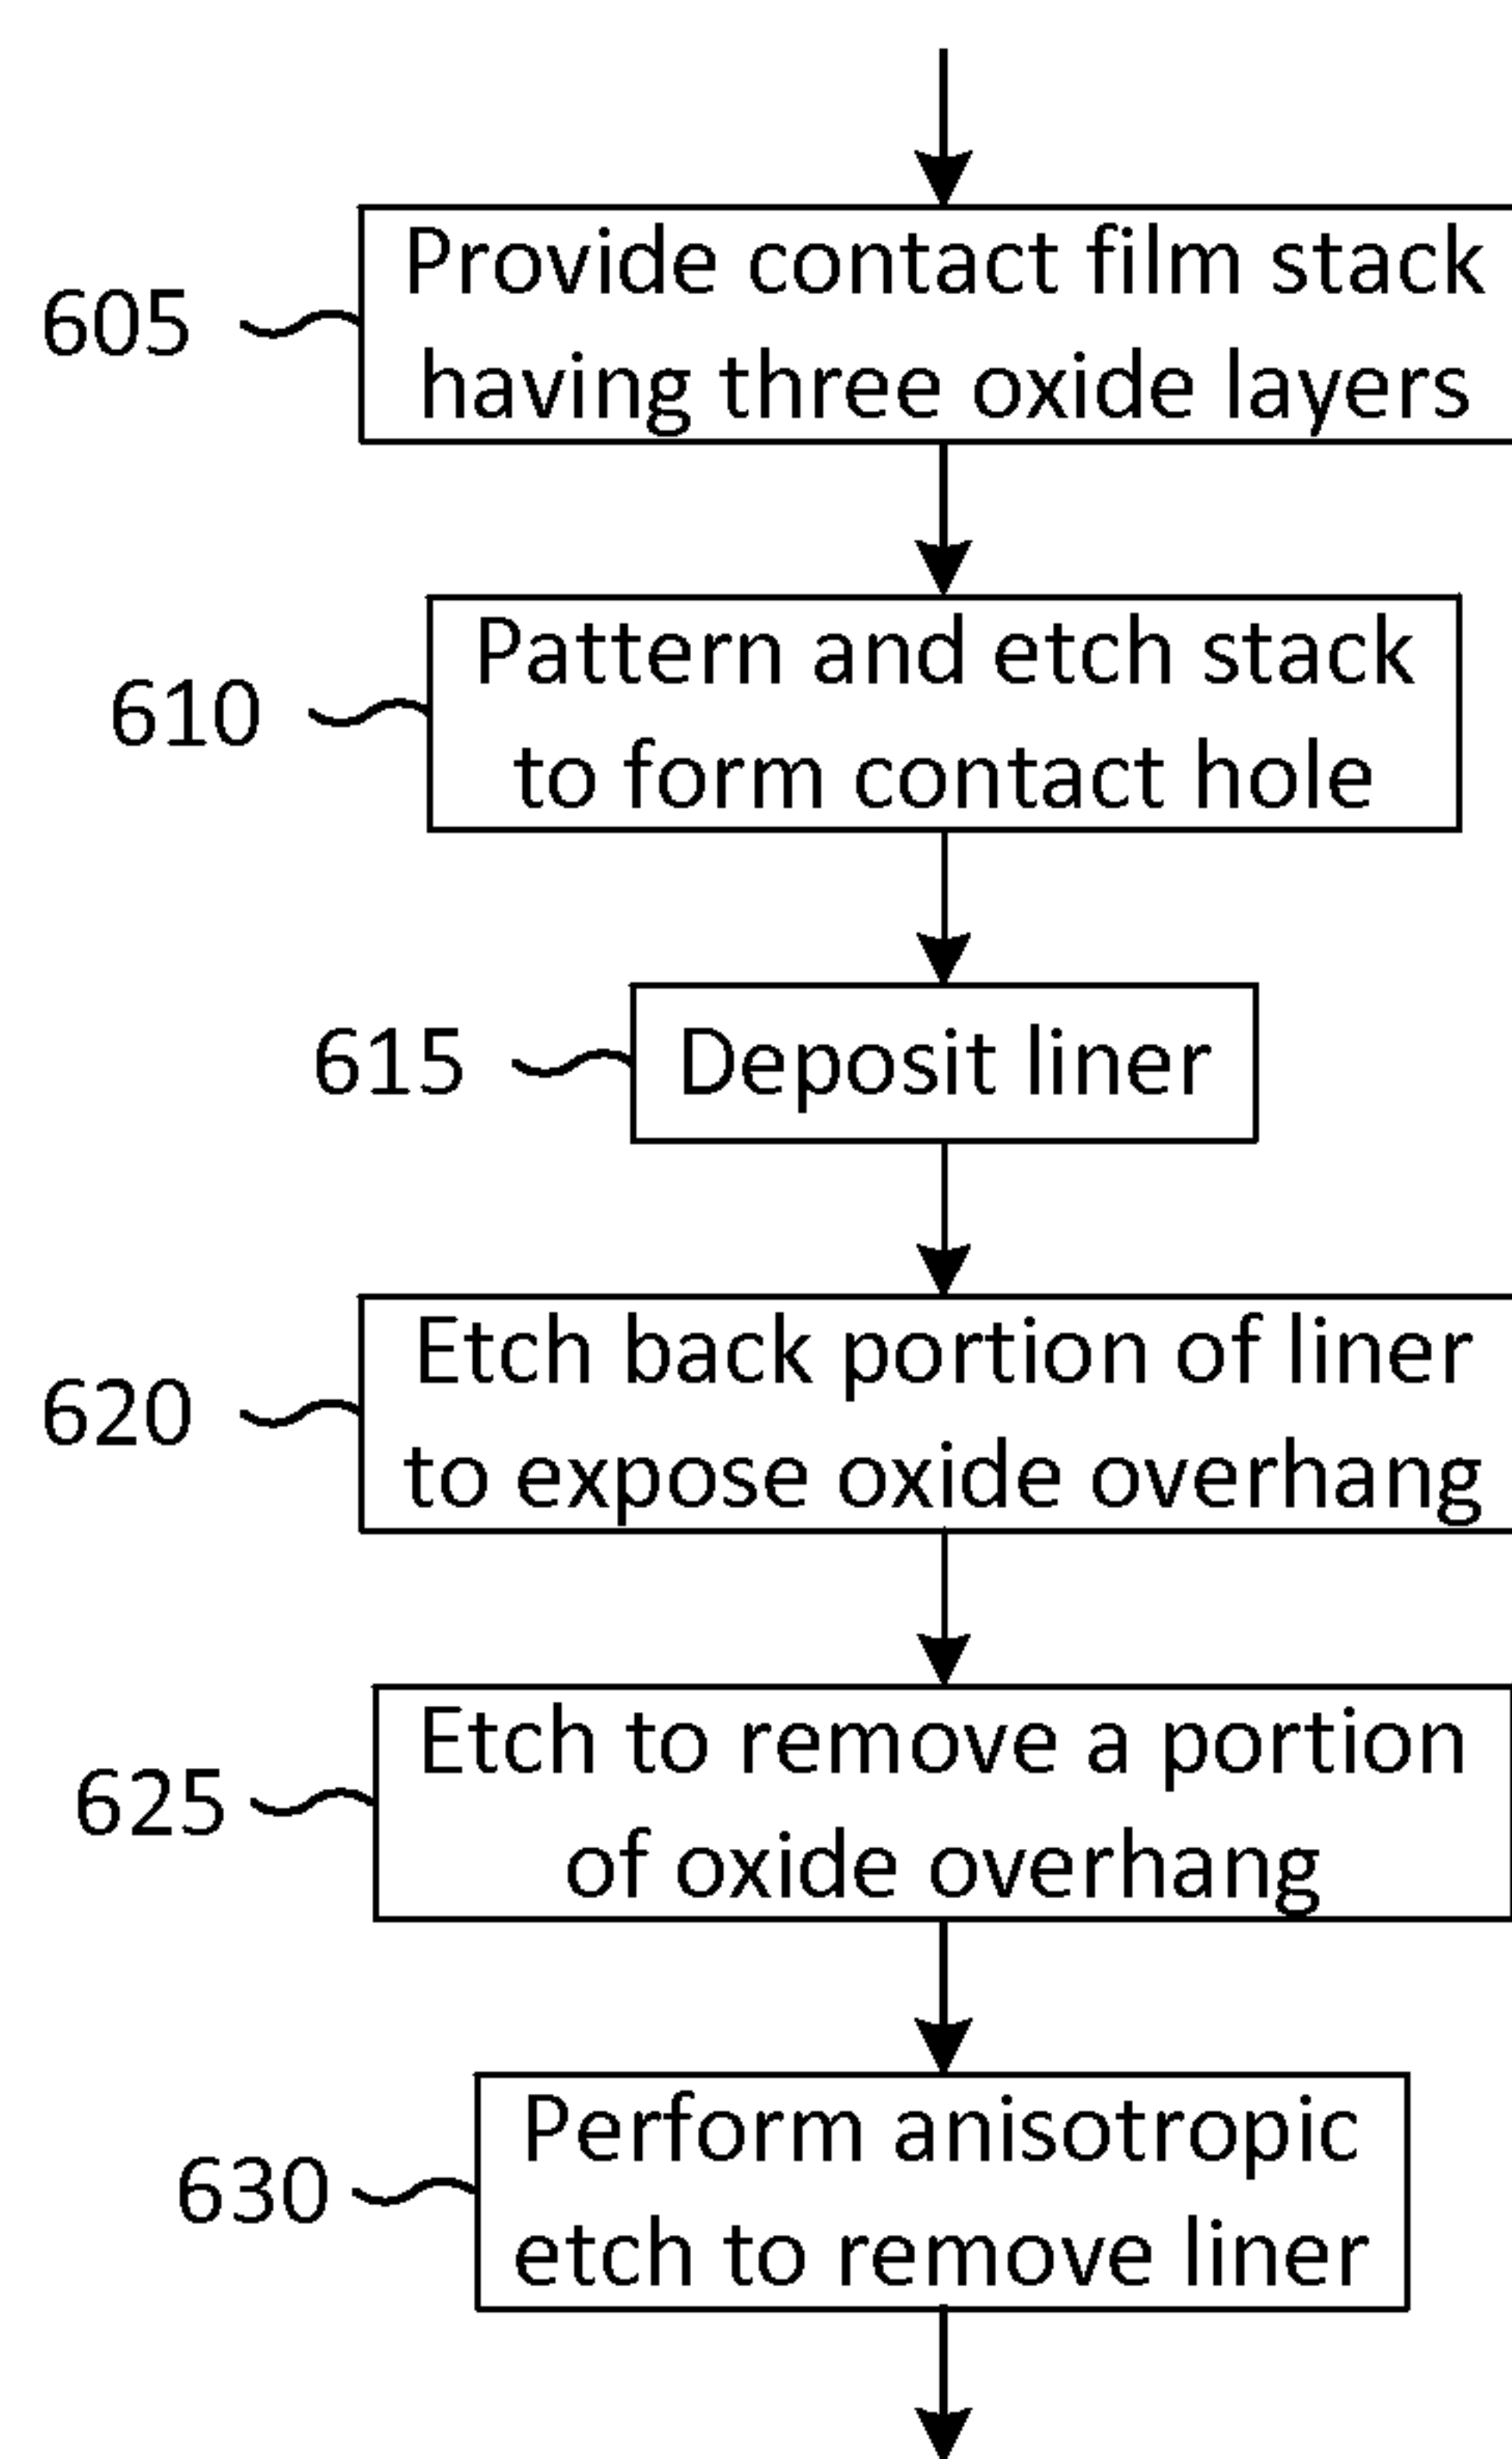 605
Provide contact film stack
having three oxide layers
610
Pattern and etch stack
to form contact hole
615
Deposit liner
620
Etch back portion of liner
to expose oxide overhang
625
Etch to remove a portion
of oxide overhang
630
Perform anisotropic
etch to remove liner